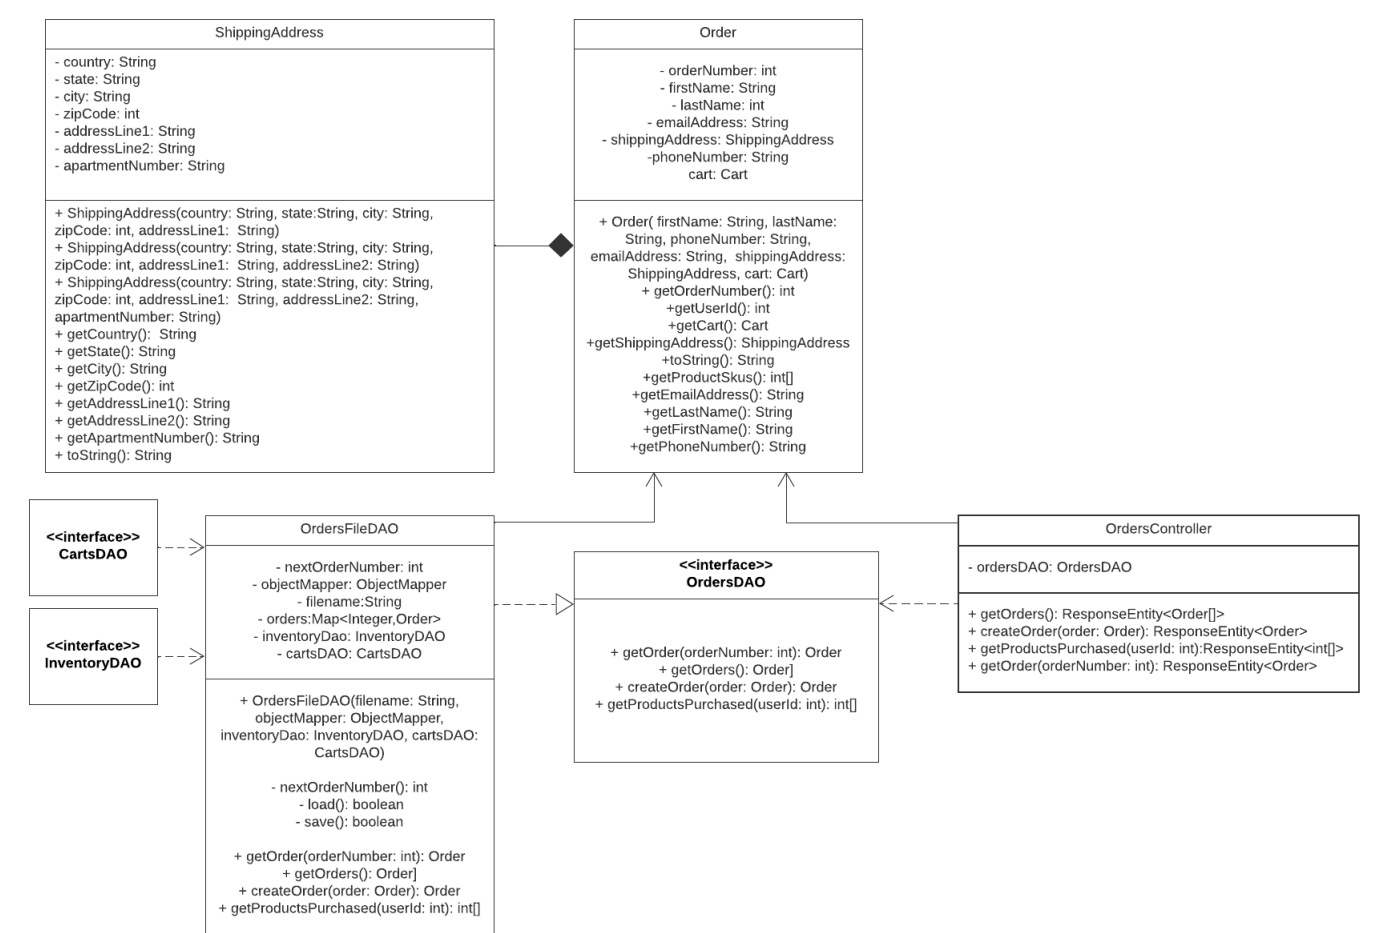 ShippingAddress
- country: String
- state: String
- city: String
- zipCode: int
- addressLine1: String
- addressLine2: String
- apartmentNumber: String
+ ShippingAddress(country: String, state:String, city: String,
zipCode: int, addressLine1:  String)
+ ShippingAddress(country: String, state:String, city: String,
zipCode: int, addressLine1:  String, addressLine2: String)
+ ShippingAddress(country: String, state:String, city: String,
zipCode: int, addressLine1:  String, addressLine2: String,
apartmentNumber: String)
+ getCountry():  String
+ getState(): String
+ getCity(): String
+ getZipCode(): int
+ getAddressLine1(): String
+ getAddressLine2(): String
+ getApartmentNumber(): String
+ toString(): String
Order
- orderNumber: int
- firstName: String
- lastName: int
- emailAddress: String
- shippingAddress: ShippingAddress
-phoneNumber: String
cart: Cart
+ Order( firstName: String, lastName:
String, phoneNumber: String,
emailAddress: String,  shippingAddress:
ShippingAddress, cart: Cart)
+ getOrderNumber(): int
+getUserId(): int
+getCart(): Cart
+getShippingAddress(): ShippingAddress
+toString(): String
+getProductSkus(): int[]
+getEmailAddress(): String
+getLastName(): String
+getFirstName(): String
+getPhoneNumber(): String
<<interface>>
CartsDAO
<<interface>>
InventoryDAO
OrdersFileDAO
- nextOrderNumber: int
- objectMapper: ObjectMapper
- filename:String
- orders:Map<Integer,Order>
- inventoryDao: InventoryDAO
- cartsDAO: CartsDAO
+ OrdersFileDAO(filename: String,
objectMapper: ObjectMapper,
inventoryDao: InventoryDAO, cartsDAO:
CartsDAO)
- nextOrderNumber(): int
- load(): boolean
- save(): boolean
+ getOrder(orderNumber: int): Order
+ getOrders(): Order]
+ createOrder(order: Order): Order
+ getProductsPurchased(userId: int): int[]
<<interface>>
OrdersDAO
+ getOrder(orderNumber: int): Order
+ getOrders(): Order]
+ createOrder(order: Order): Order
+ getProductsPurchased(userId: int): int[]
OrdersController
- ordersDAO: OrdersDAO
+ getOrders(): ResponseEntity<Order[]>
+ createOrder(order: Order): ResponseEntity<Order>
+ getProductsPurchased(userId: int):ResponseEntity<int[]>
+ getOrder(orderNumber: int): ResponseEntity<Order>